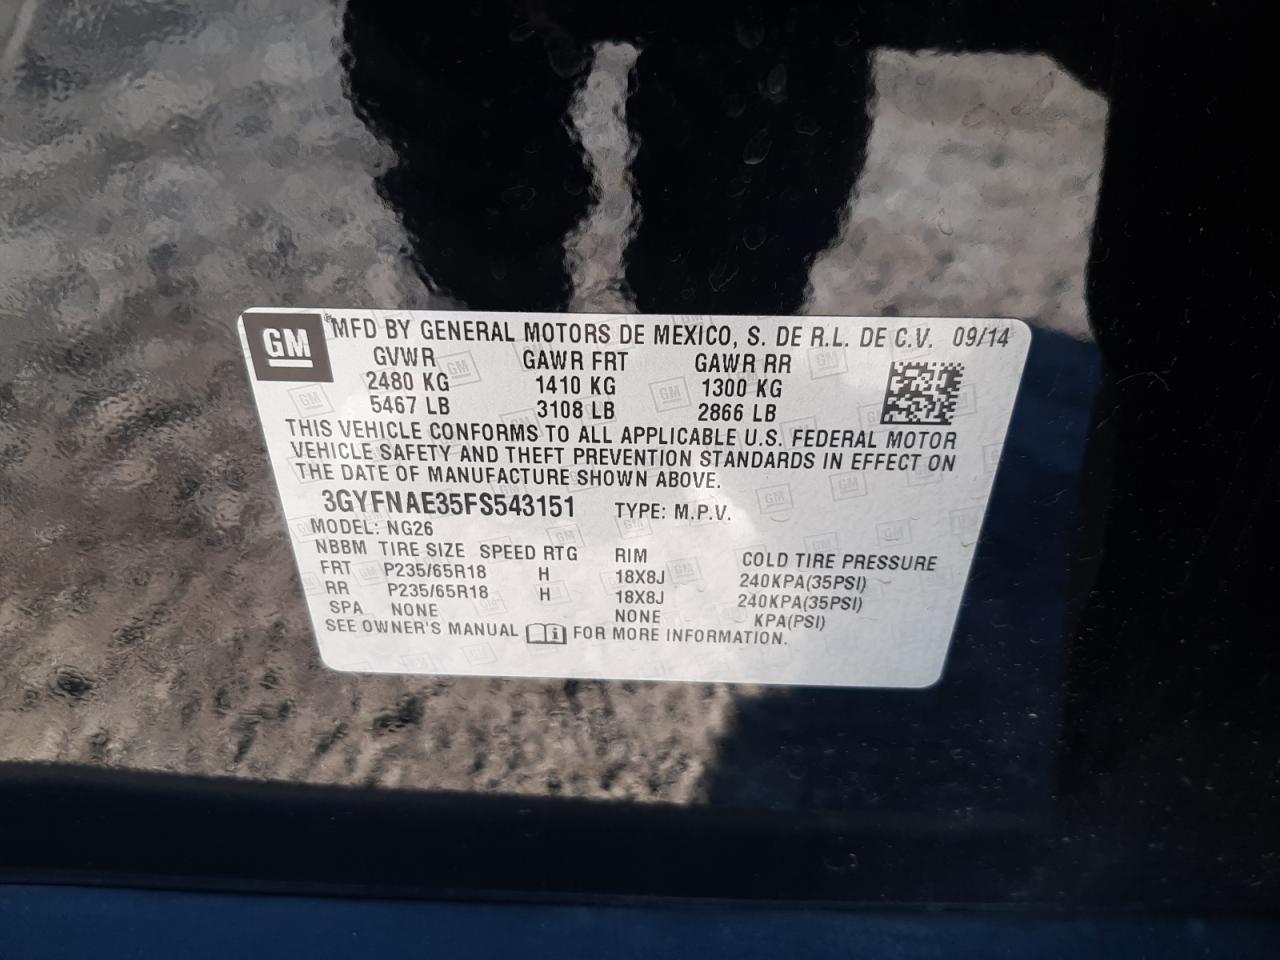 GM
® MFD BY GENERAL MOTORS DE MEXICO, S. DE R.L. DE C.V. 09/14
GVWR GAWR FRT GAWR RR
2480 KG 1410 KG 1300 KG
5467 LB 3108 LB 2866 LB
THIS VEHICLE CONFORMS TO ALL APPLICABLE U.S. FEDERAL MOTOR
VEHICLE SAFETY AND THEFT PREVENTION STANDARDS IN EFFECT ON
THE DATE OF MANUFACTURE SHOWN ABOVE.
3GYFNAE35FS543151 TYPE: M.P.V.
MODEL: NG26
NBBM TIRE SIZE SPEED RTG RIM COLD TIRE PRESSURE
FRT P235/65R18 H 18X8J 240KPA(35PSI)
RR P235/65R18 H 18X8J 240KPA(35PSI)
SPA NONE NONE KPA(PSI)
SEE OWNER'S MANUAL i FOR MORE INFORMATION.